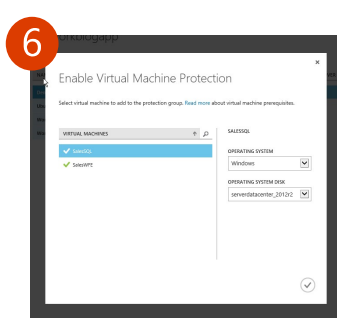 6
Enable Virtual Machine Protection
Select virtual machine to add to the protection group. Read more about virtual machine prerequisites.
VIRTUAL MACHINES
SalesSQL
SalesWFE
SALESSQL
OPERATING SYSTEM
Windows
OPERATING SYSTEM DISK
serverdatacenter_2012r2